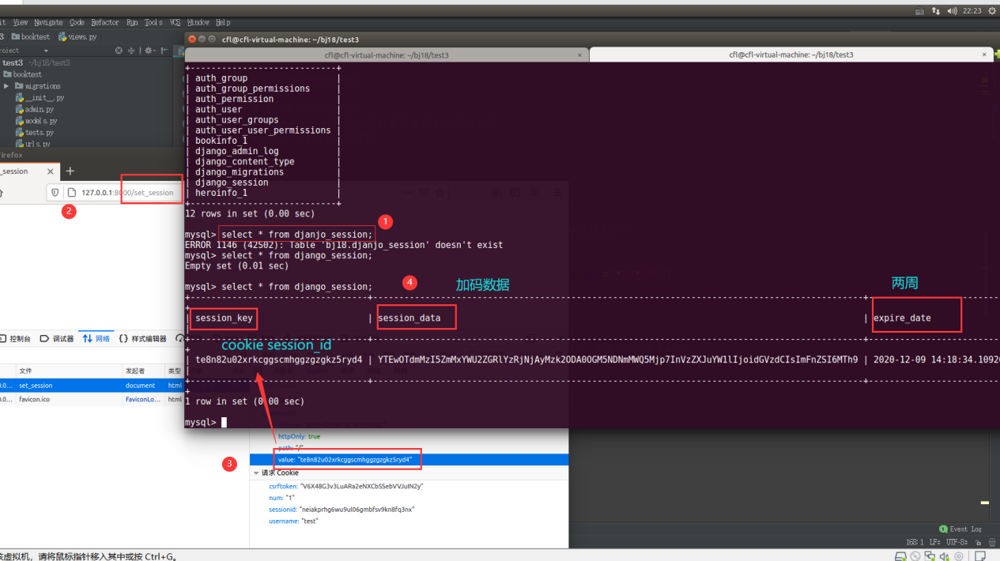 22:23
it View Navigate Code Refactor Run Tools VCS Window Help
3 booktest views.py
cfl@cfl-virtual-machine: ~/bj18/test3
roject
cfl@cfl-virtual-machine: ~/bj18/test3 × cfl@cfl-virtual-machine: ~/bj18/test3 ×
test3 ~/bj18/test3
booktest
migrations
__init__.py
admin.py
models.py
tests.py
urls.py
Firefox
_session × +
127.0.0.1:8000/set_session
2
+----------------------------+
| auth_group |
| auth_group_permissions |
| auth_permission |
| auth_user |
| auth_user_groups |
| auth_user_user_permissions |
| bookinfo_1 |
| django_admin_log |
| django_content_type |
| django_migrations |
| django_session |
| heroinfo_1 |
+----------------------------+
12 rows in set (0.00 sec)
1
mysql> select * from djanjo_session;
ERROR 1146 (42S02): Table 'bj18.djanjo_session' doesn't exist
mysql> select * from django_session;
Empty set (0.01 sec)
4 加码数据 两周
mysql> select * from django_session;
| session_key | session_data | expire_date
cookie session_id
| te8n82u02xrkcggscmhggzgzgkz5ryd4 | YTEwOTdmMzI5ZmMxYWU2ZGRlYzRjNjAyMzk2ODA0OGM5NDNmMWQ5Mjp7InVzZXJuYW1lIjoidGVzdCIsImFnZSI6MTh9 | 2020-12-09 14:18:34.10926
1 row in set (0.00 sec)
mysql>
控制台 调试器 网络 {} 样式编辑器
文件 发起者 类型
0.0... set_session document html
0.0... favicon.ico FaviconLo... html
httpOnly: true
path: "/"
3
value: "te8n82u02xrkcggscmhggzgzgkz5ryd4"
请求 Cookie
csrftoken: "V6X48G3v3LuARa2eNXCbSSebVVJuIN2y"
num: "1"
sessionid: "neiakprhg6wu9ul06gmbfsv9kn8fq3nx"
username: "test"
1 Event Log
168:1 LF÷ UTF-8÷
该虚拟机，请将鼠标指针移入其中或按 Ctrl+G。